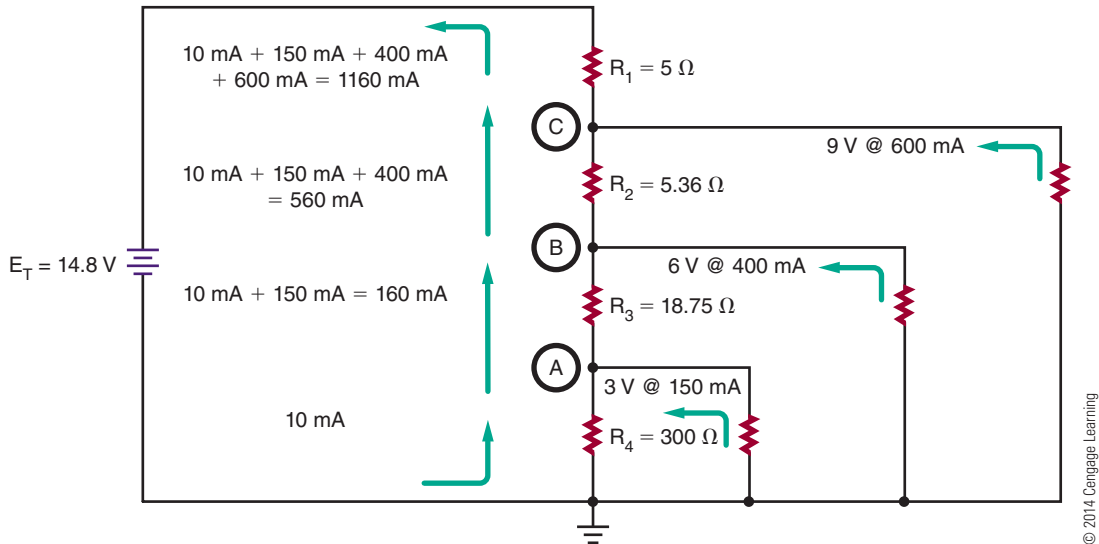 10 mA + 150 mA + 400 mA
+ 600 mA = 1160 mA
R1 = 5 Ω
C
9 V @ 600 mA
10 mA + 150 mA + 400 mA
= 560 mA
R2 = 5.36 Ω
B
ET = 14.8 V
6 V @ 400 mA
10 mA + 150 mA = 160 mA
R3 = 18.75 Ω
A
3 V @ 150 mA
10 mA
R4 = 300 Ω
© 2014 Cengage Learning